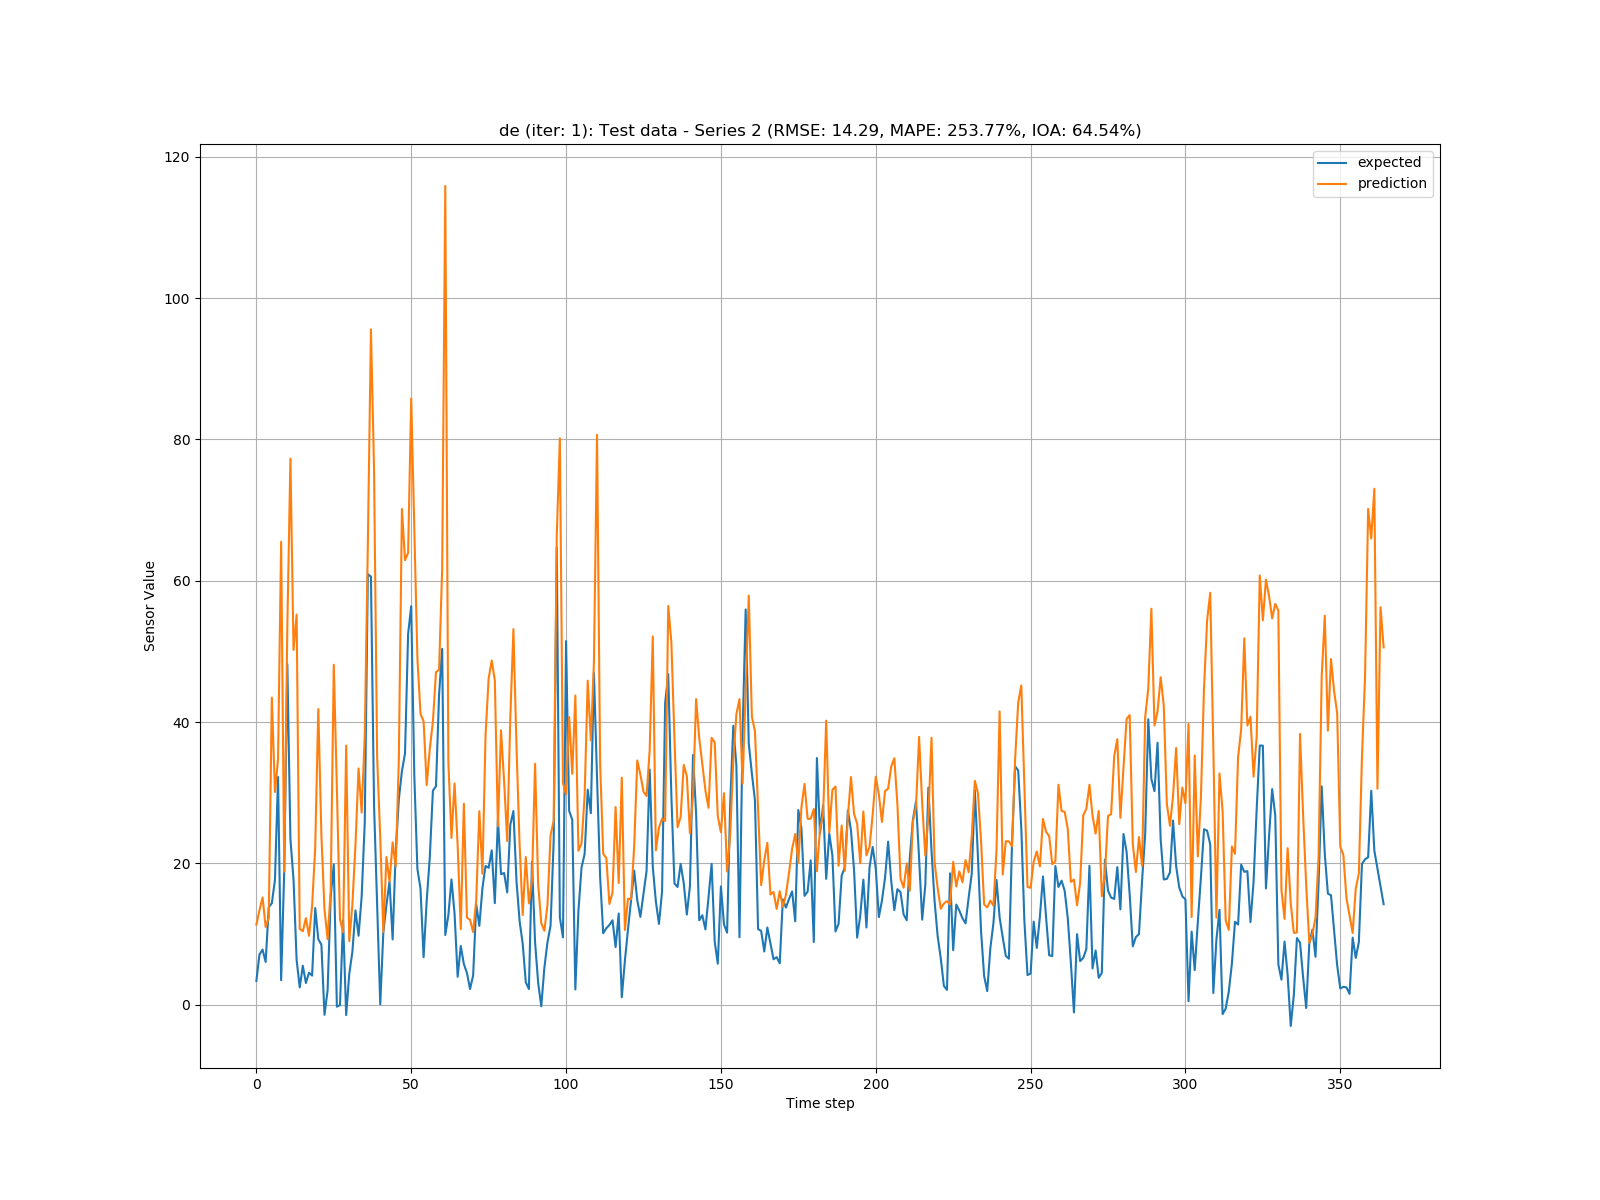 de (iter: 1): Test data - Series 2 (RMSE: 14.29, MAPE: 253.77%, IOA: 64.54%)
expected
prediction
120
100
80
60
40
20
0
Sensor Value
0 50 100 150 200 250 300 350
Time step